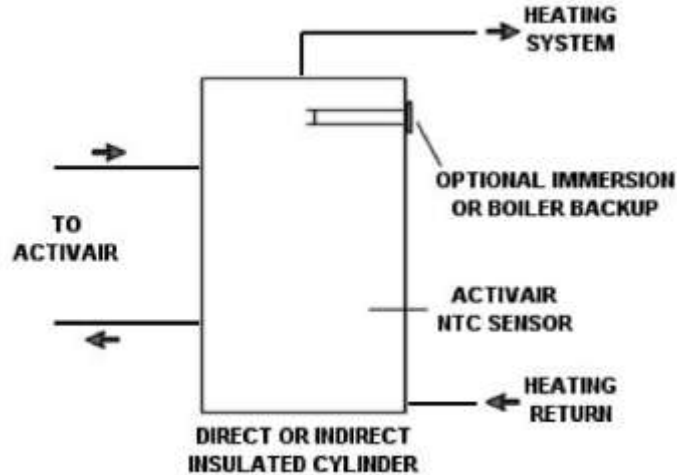 HEATING
SYSTEM
OPTIONAL IMMERSION
OR BOILER BACKUP
TO
ACTIVAIR
ACTIVAIR
NTC SENSOR
HEATING
RETURN
DIRECT OR INDIRECT
INSULATED CYLINDER